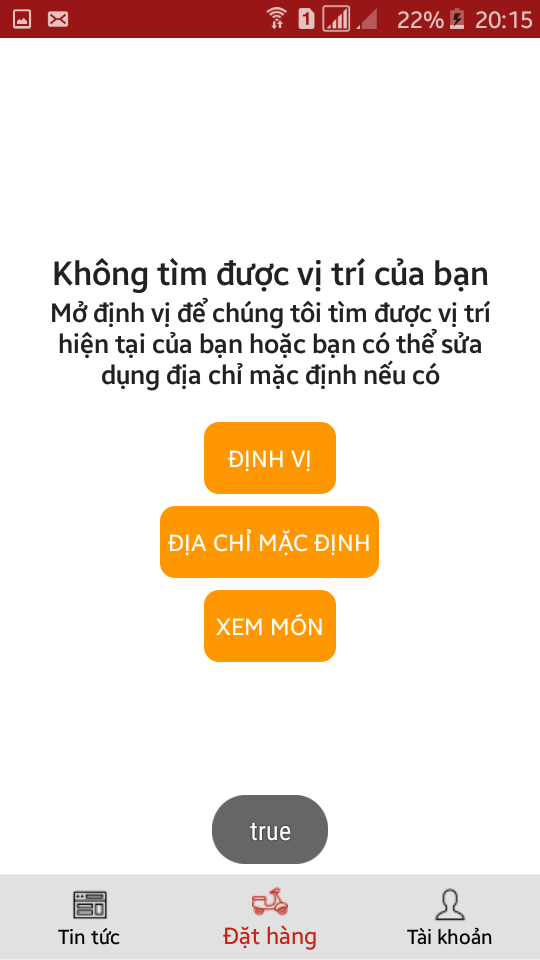 1 22% 20:15
Không tìm được vị trí của bạn
Mở định vị để chúng tôi tìm được vị trí
hiện tại của bạn hoặc bạn có thể sửa
dụng địa chỉ mặc định nếu có
ĐỊNH VỊ
ĐỊA CHỈ MẶC ĐỊNH
XEM MÓN
true
Tin tức Đặt hàng Tài khoản